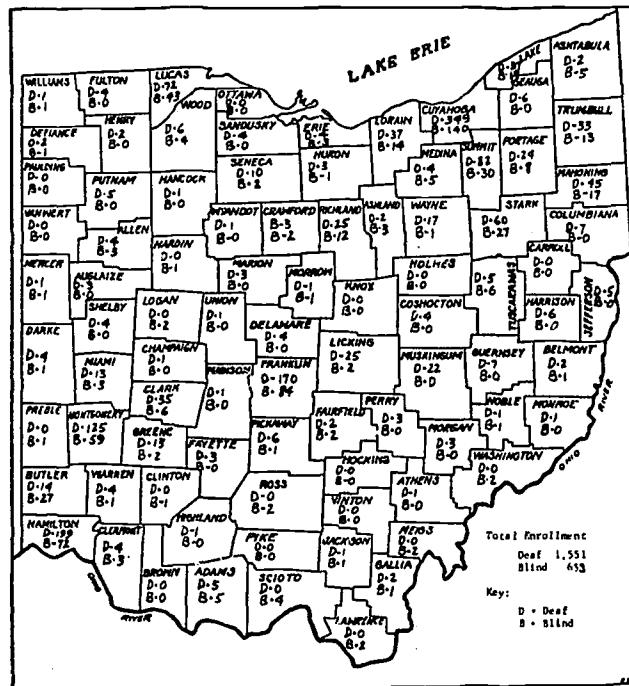 LAKE ERIE
WILLIAMS
D-1
B-1
FULTON
D-4
B-0
LUCAS
D-72
B-43
OTTAWA
D-0
B-0
LAKE
ASHTABULA
D-2
B-5
GEAUGA
D-6
B-0
CUYAHOGA
D-349
B-140
DEFIANCE
D-2
B-1
HENRY
D-2
B-0
WOOD
D-6
B-4
SANDUSKY
D-4
B-0
ERIE
D-4
B-3
LORAIN
D-37
B-14
TRUMBULL
D-33
B-13
PAULDING
D-0
B-0
PUTNAM
D-5
B-0
HANCOCK
D-1
B-0
SENECA
D-10
B-2
HURON
D-3
B-1
MEDINA
D-4
B-5
SUMMIT
D-82
B-30
PORTAGE
D-24
B-8
MAHONING
D-45
B-17
VAN WERT
D-0
B-0
ALLEN
D-4
B-3
WYANDOT
D-1
B-0
CRAWFORD
B-3
B-2
RICHLAND
D-25
B-12
ASHLAND
D-2
B-3
WAYNE
D-17
B-1
STARK
D-60
B-27
COLUMBIANA
D-7
B-0
HARDIN
D-0
B-1
MERCER
D-1
B-1
AUGLAIZE
D-3
B-0
MARION
D-3
B-0
MORROW
D-1
B-1
KNOX
D-0
B-0
HOLMES
D-0
B-0
TUSCARAWAS
D-5
B-6
CARROLL
D-0
B-0
JEFFERSON
D-5
B-0
SHELBY
D-4
B-0
LOGAN
D-0
B-2
UNION
D-1
B-0
DELAWARE
D-4
B-0
COSHOCTON
D-4
B-0
HARRISON
D-6
B-0
DARKE
D-4
B-1
MIAMI
D-13
B-3
CHAMPAIGN
D-1
B-0
MADISON
D-1
B-0
FRANKLIN
D-170
B-84
LICKING
D-25
B-2
MUSKINGUM
D-22
B-0
GUERNSEY
D-7
B-0
BELMONT
D-2
B-1
CLARK
D-35
B-6
PREBLE
D-0
B-1
MONTGOMERY
D-125
B-59
GREENE
D-13
B-2
FAYETTE
D-3
B-0
PICKAWAY
D-6
B-1
FAIRFIELD
D-2
B-2
PERRY
D-3
B-0
MORGAN
D-3
B-0
NOBLE
D-1
B-1
MONROE
D-1
B-0
WASHINGTON
D-0
B-2
OHIO
RIVER
BUTLER
D-14
B-27
WARREN
D-4
B-1
CLINTON
D-0
B-1
HOCKING
D-0
B-0
ATHENS
D-1
B-0
ROSS
D-0
B-2
VINTON
D-0
B-0
HAMILTON
D-199
B-72
CLERMONT
D-4
B-3
HIGHLAND
D-1
B-0
PIKE
D-0
B-0
JACKSON
D-1
B-1
MEIGS
D-0
B-2
GALLIA
D-2
B-1
BROWN
D-0
B-0
ADAMS
D-5
B-5
SCIOTO
D-0
B-4
LAWRENCE
D-0
B-2
OHIO
RIVER
Total Enrollment
Deaf 1,551
Blind 653
Key:
D = Deaf
B = Blind